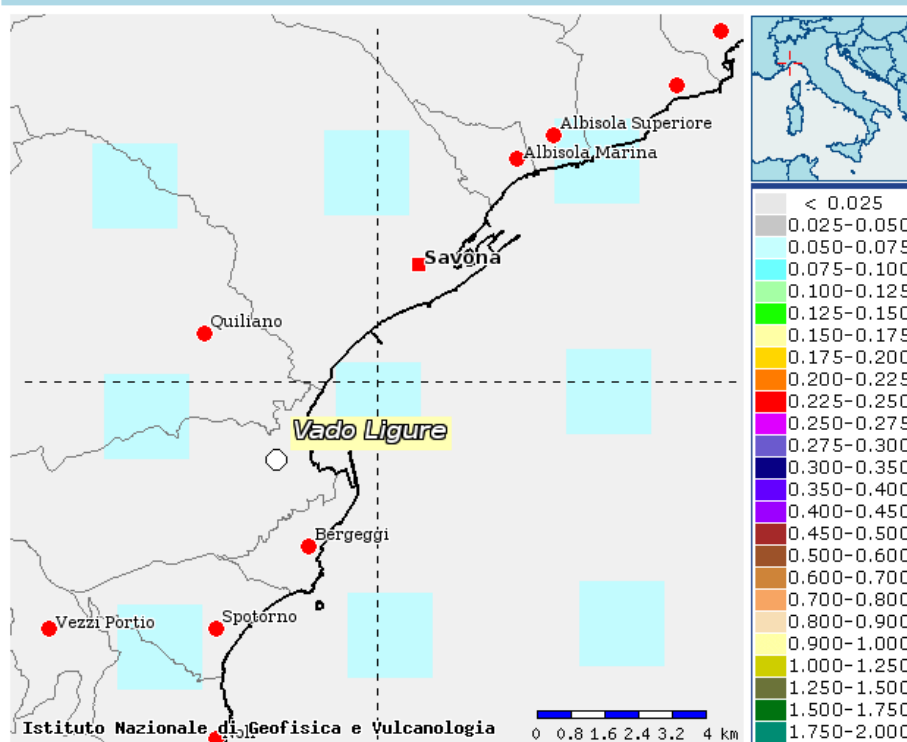 Albisola Superiore
Albisola Marina
Savona
Quiliano
Vado Ligure
Bergeggi
Vezzi Portio
Spotorno
Noli
Istituto Nazionale di Geofisica e Vulcanologia
0 0.8 1.6 2.4 3.2 4 km
< 0.025
0.025-0.050
0.050-0.075
0.075-0.100
0.100-0.125
0.125-0.150
0.150-0.175
0.175-0.200
0.200-0.225
0.225-0.250
0.250-0.275
0.275-0.300
0.300-0.350
0.350-0.400
0.400-0.450
0.450-0.500
0.500-0.600
0.600-0.700
0.700-0.800
0.800-0.900
0.900-1.000
1.000-1.250
1.250-1.500
1.500-1.750
1.750-2.000